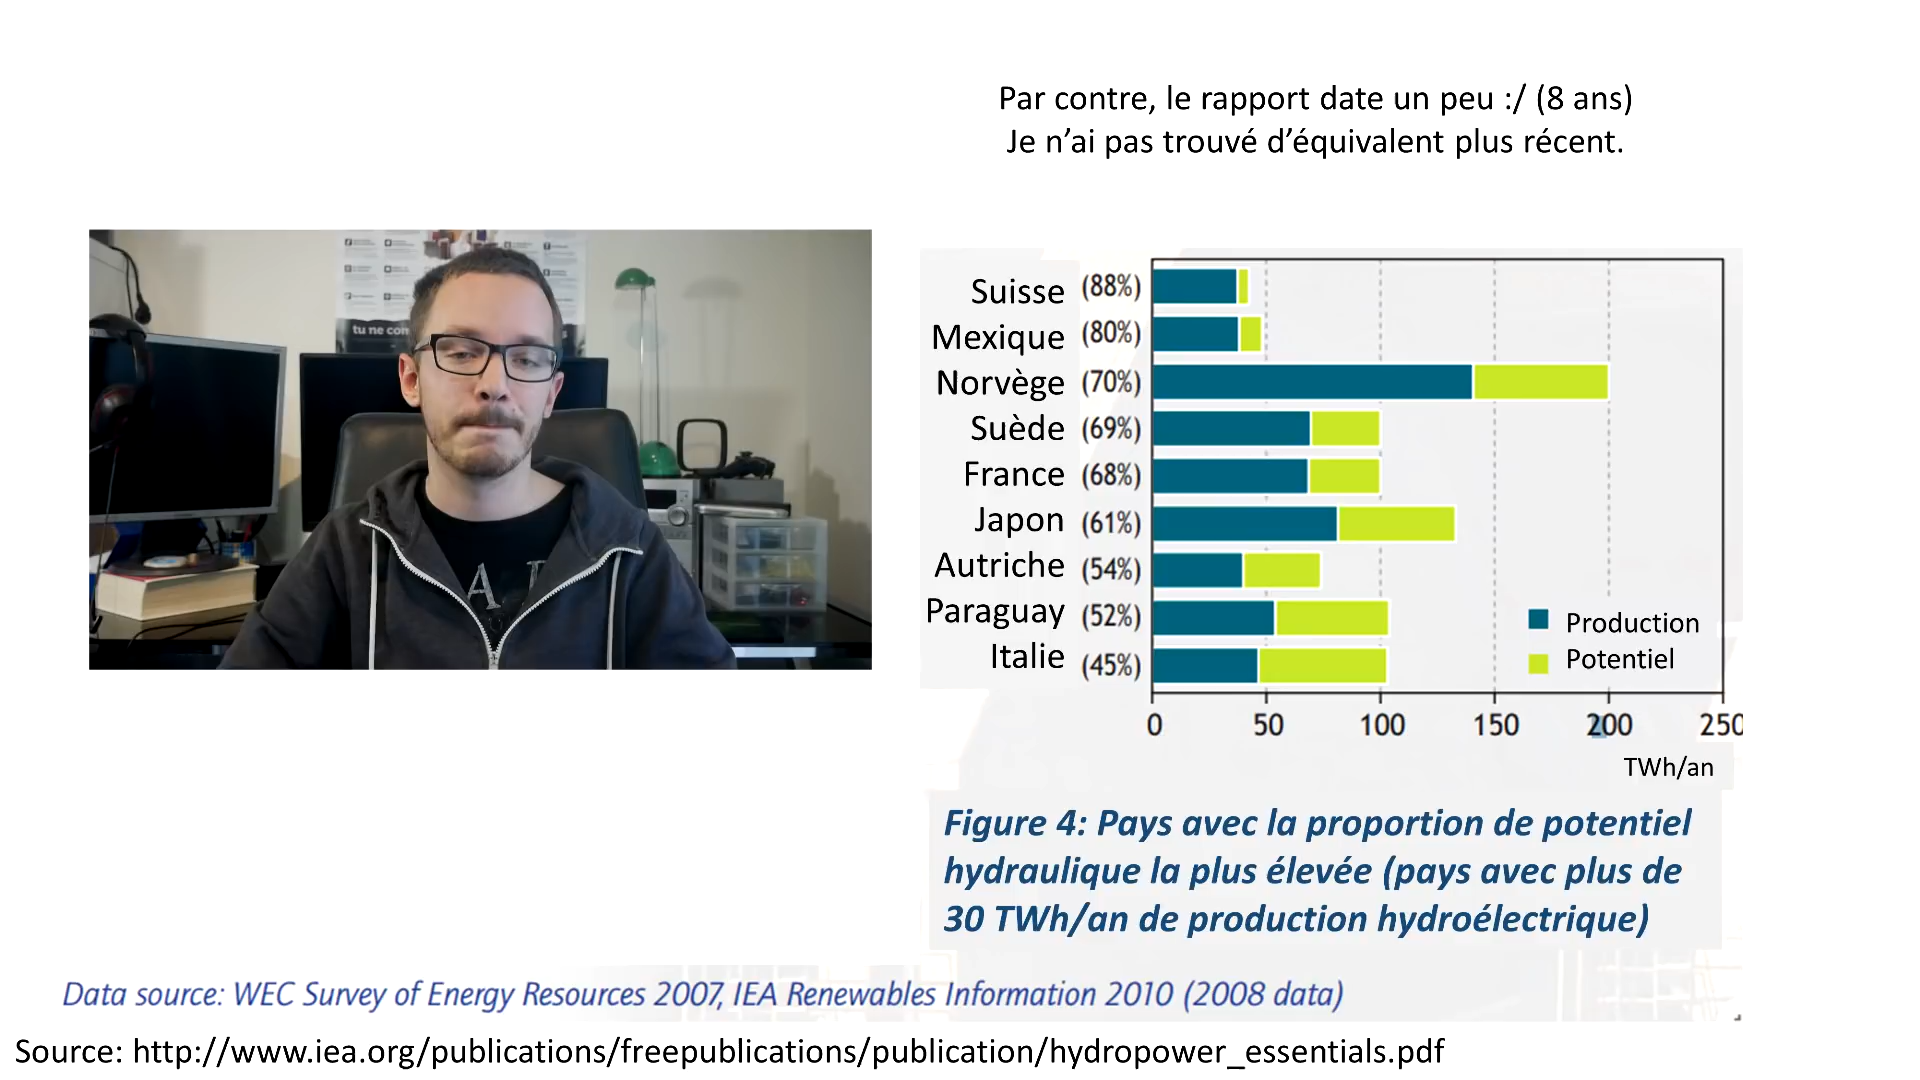 Par contre, le rapport date un peu :/ (8 ans)
Je n’ai pas trouvé d’équivalent plus récent.
tu ne con
Suisse (88%)
Mexique (80%)
Norvège (70%)
Suède (69%)
France (68%)
Japon (61%)
Autriche (54%)
Paraguay (52%)
Italie (45%)
Production
Potentiel
0 50 100 150 200 250
TWh/an
Figure 4: Pays avec la proportion de potentiel
hydraulique la plus élevée (pays avec plus de
30 TWh/an de production hydroélectrique)
Data source: WEC Survey of Energy Resources 2007, IEA Renewables Information 2010 (2008 data)
Source: http://www.iea.org/publications/freepublications/publication/hydropower_essentials.pdf